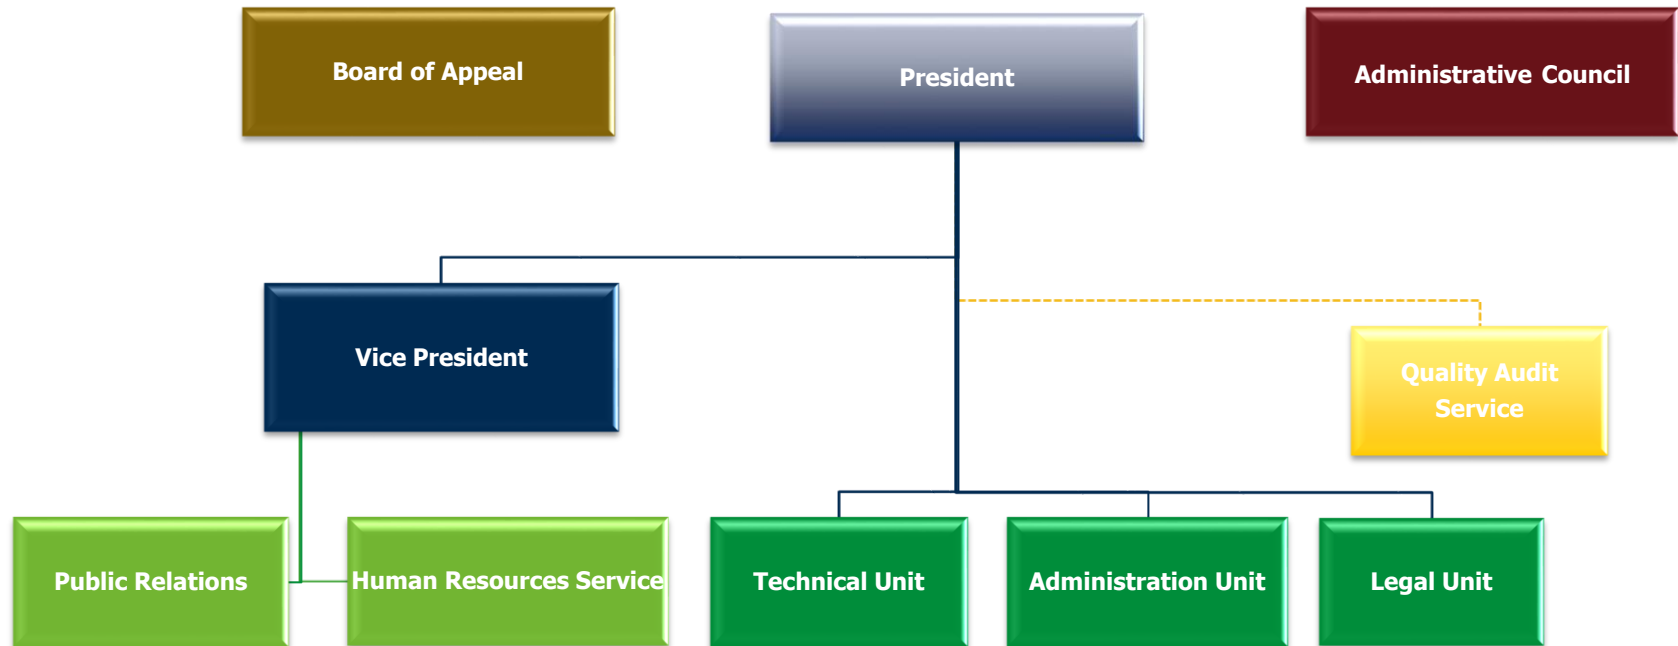 Board of Appeal
President
Administrative Council
Vice President
Quality Audit
Service
Public Relations
Human Resources Service
Technical Unit
Administration Unit
Legal Unit